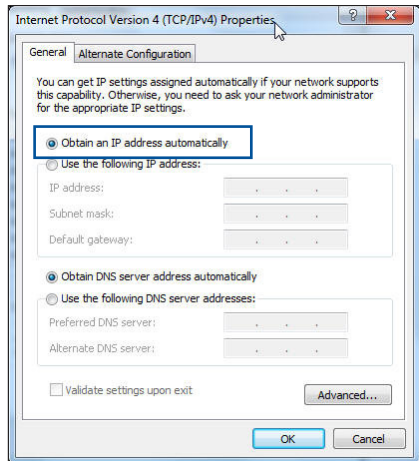 Internet Protocol Version 4 (TCP/IPv4) Properties
General
Alternate Configuration
You can get IP settings assigned automatically if your network supports
this capability. Otherwise, you need to ask your network administrator
for the appropriate IP settings.
Obtain an IP address automatically
Use the following IP address:
IP address:
Subnet mask:
Default gateway:
Obtain DNS server address automatically
Use the following DNS server addresses:
Preferred DNS server:
Alternate DNS server:
Validate settings upon exit
Advanced...
OK
Cancel